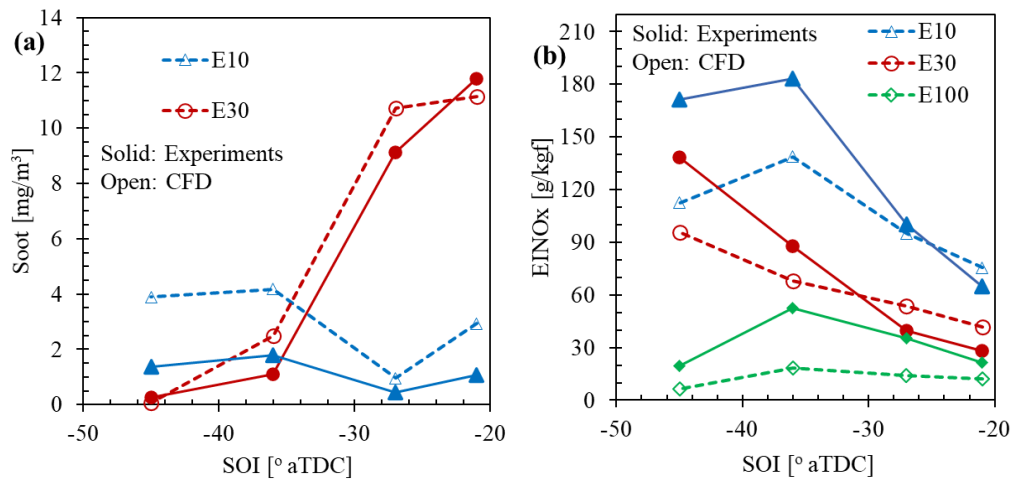 (a)
E10
E30
Solid: Experiments
Open: CFD
Soot [mg/m³]
14
12
10
8
6
4
2
0
-50
-40
-30
-20
SOI [° aTDC]
(b)
Solid: Experiments
Open: CFD
E10
E30
E100
EINOx [g/kgf]
210
180
150
120
90
60
30
0
-50
-40
-30
-20
SOI [° aTDC]